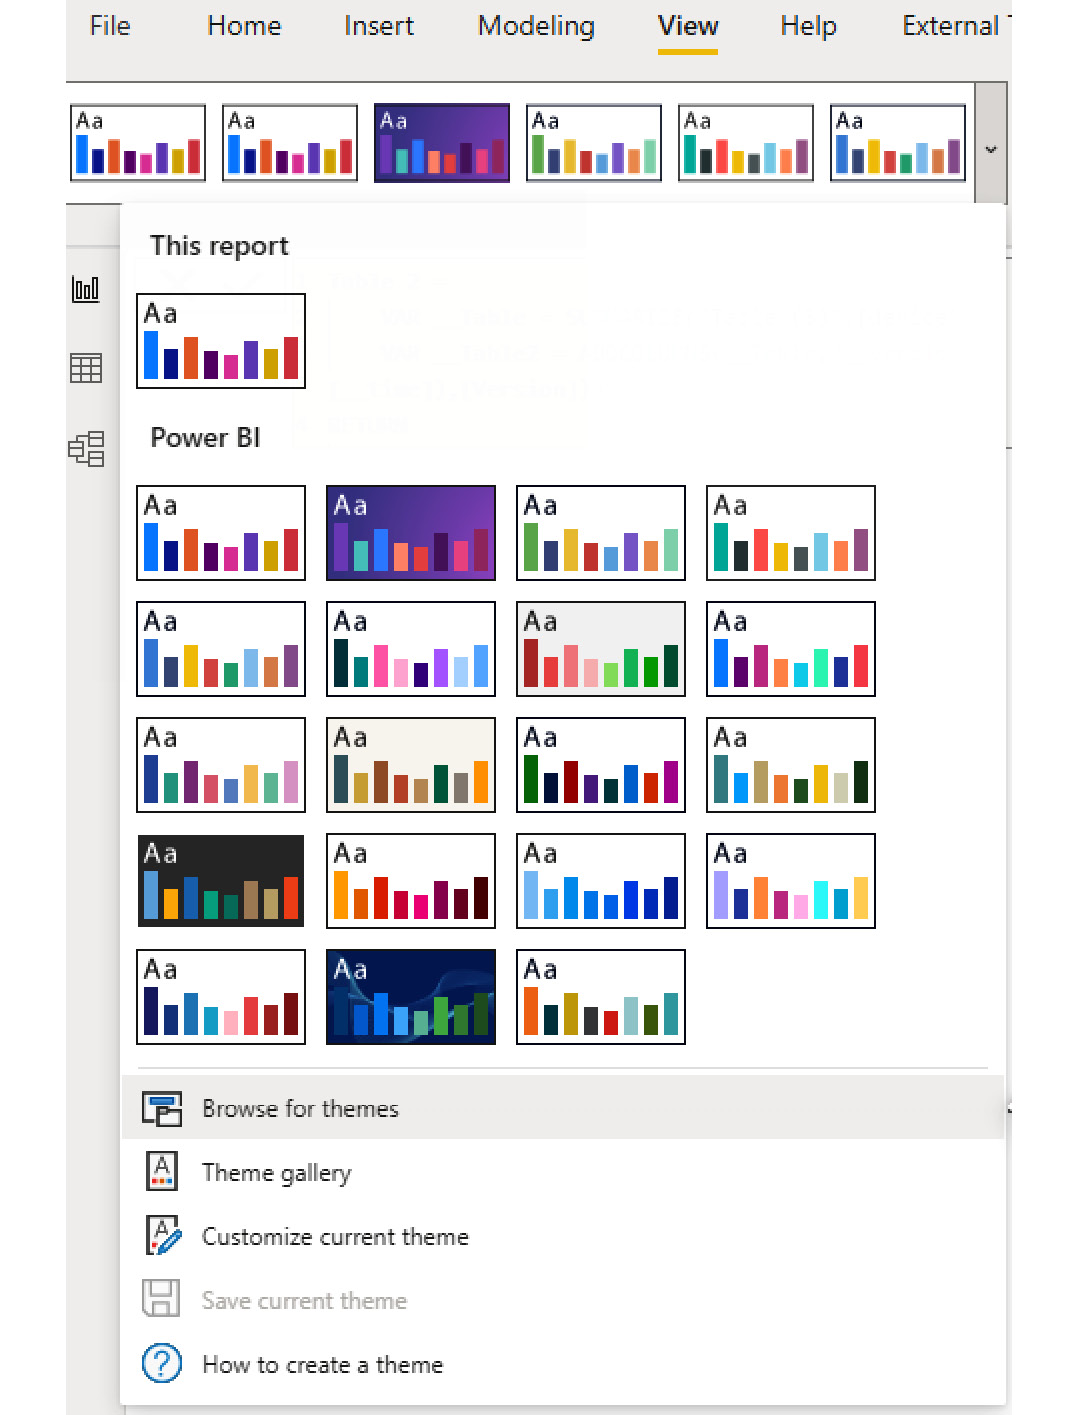 File Home Insert Modeling View Help External
Aa Aa Aa Aa Aa Aa
This report
Aa
Power BI
Aa Aa Aa Aa
Aa Aa Aa Aa
Aa Aa Aa Aa
Aa Aa Aa Aa
Aa Aa Aa
Browse for themes
Theme gallery
Customize current theme
Save current theme
How to create a theme